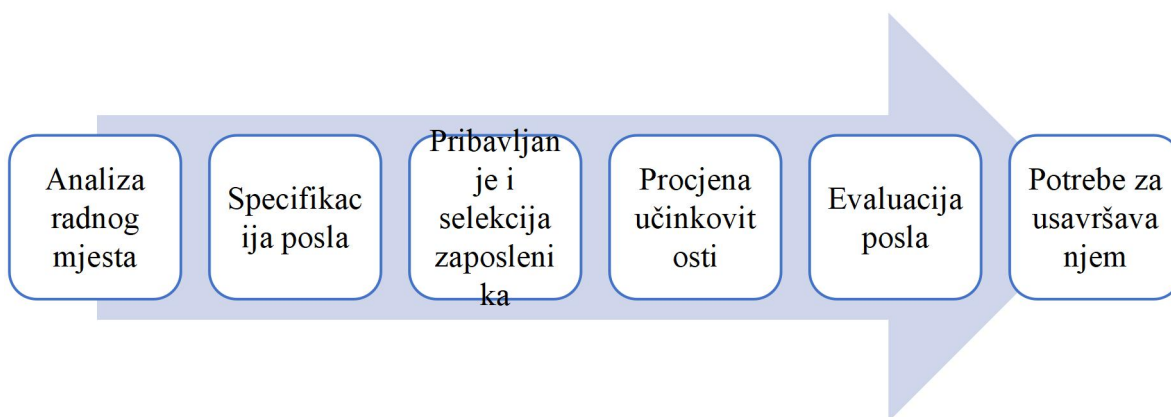 Analiza
radnog
mjesta
Specifikac
ija posla
Pribavljan
je i
selekcija
zaposleni
ka
Procjena
učinkovit
osti
Evaluacija
posla
Potrebe za
usavršava
njem